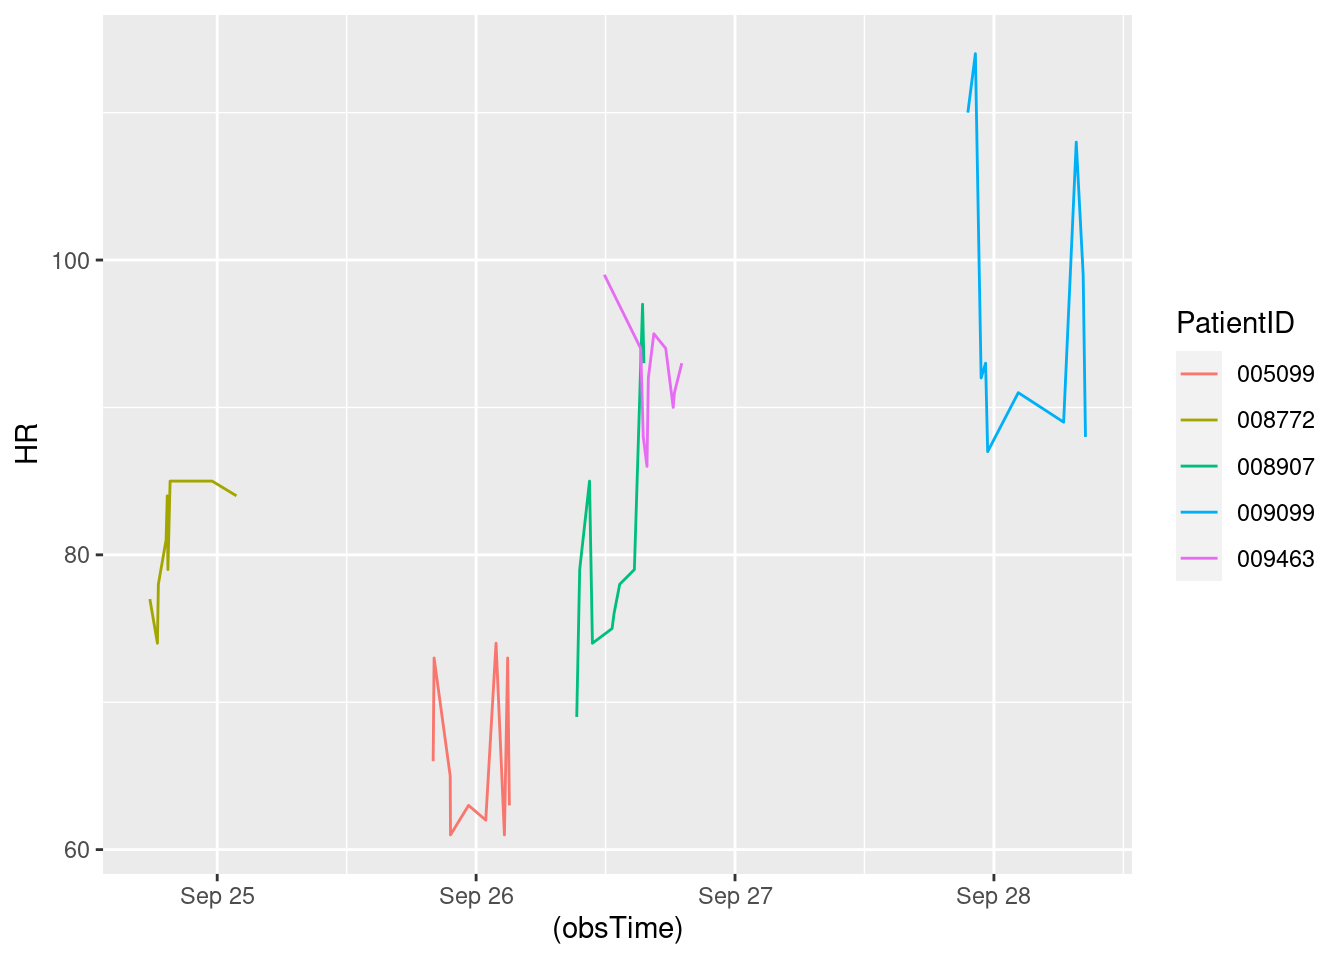 HR
100
80
60
Sep 25
Sep 26
Sep 27
Sep 28
(obsTime)
PatientID
005099
008772
008907
009099
009463